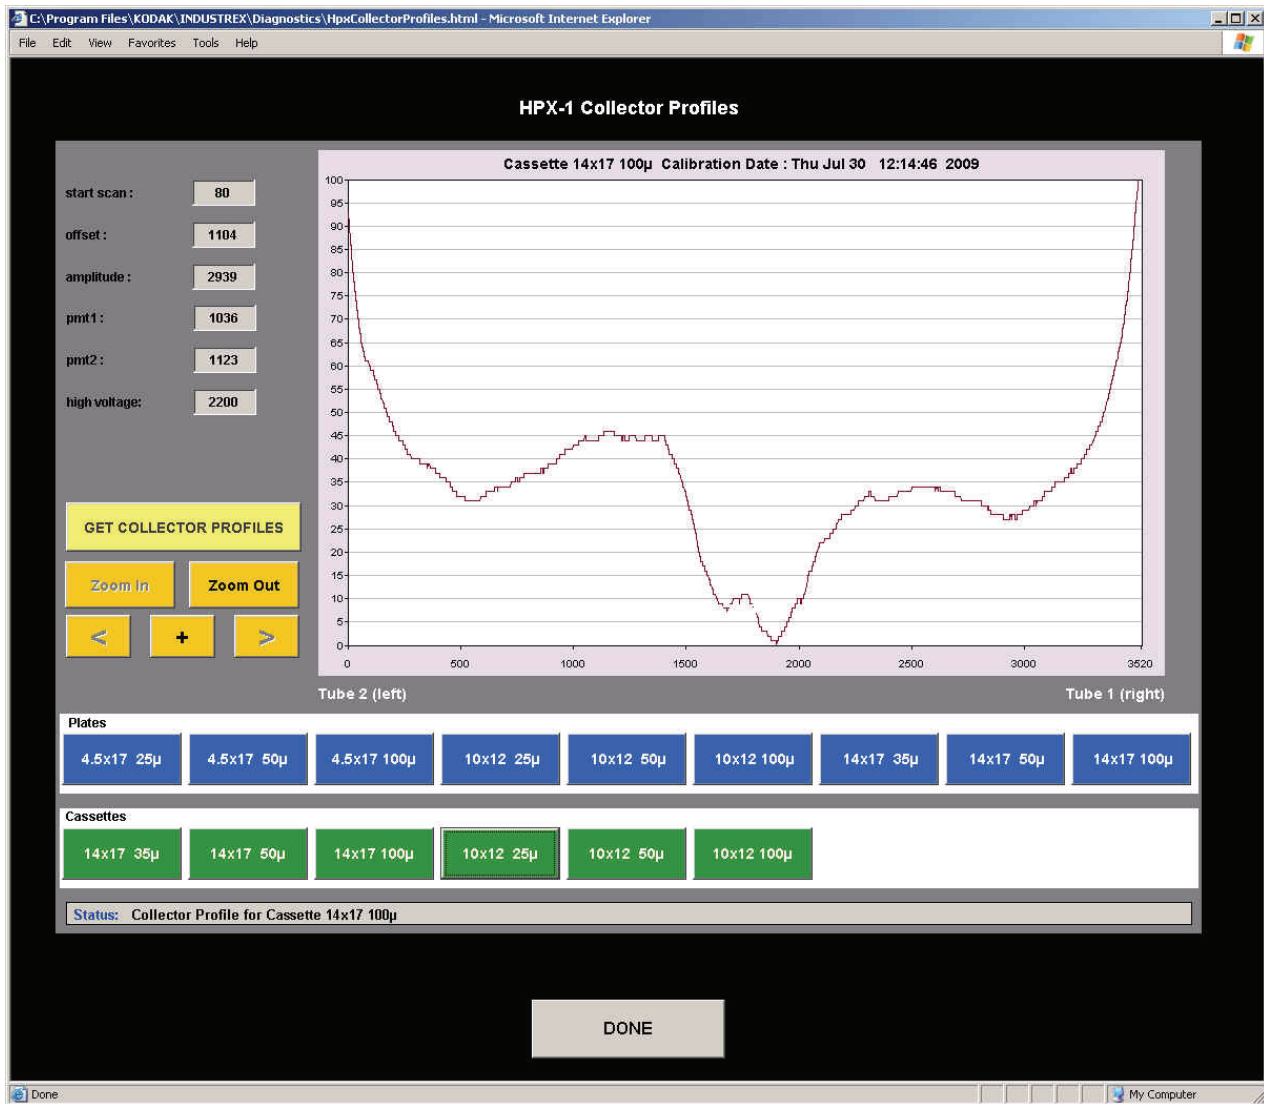 C:\Program Files\KODAK\INDUSTREX\Diagnostics\HpxCollectorProfiles.html - Microsoft Internet Explorer
File Edit View Favorites Tools Help
HPX-1 Collector Profiles
Cassette 14x17 100µ Calibration Date : Thu Jul 30 12:14:46 2009
start scan : 80
offset : 1104
amplitude : 2939
pmt1 : 1036
pmt2 : 1123
high voltage: 2200
GET COLLECTOR PROFILES
Zoom In Zoom Out
< + >
100
95
90
85
80
75
70
65
60
55
50
45
40
35
30
25
20
15
10
5
0
0 500 1000 1500 2000 2500 3000 3520
Tube 2 (left) Tube 1 (right)
Plates
4.5x17 25µ 4.5x17 50µ 4.5x17 100µ 10x12 25µ 10x12 50µ 10x12 100µ 14x17 35µ 14x17 50µ 14x17 100µ
Cassettes
14x17 35µ 14x17 50µ 14x17 100µ 10x12 25µ 10x12 50µ 10x12 100µ
Status: Collector Profile for Cassette 14x17 100µ
DONE
Done My Computer